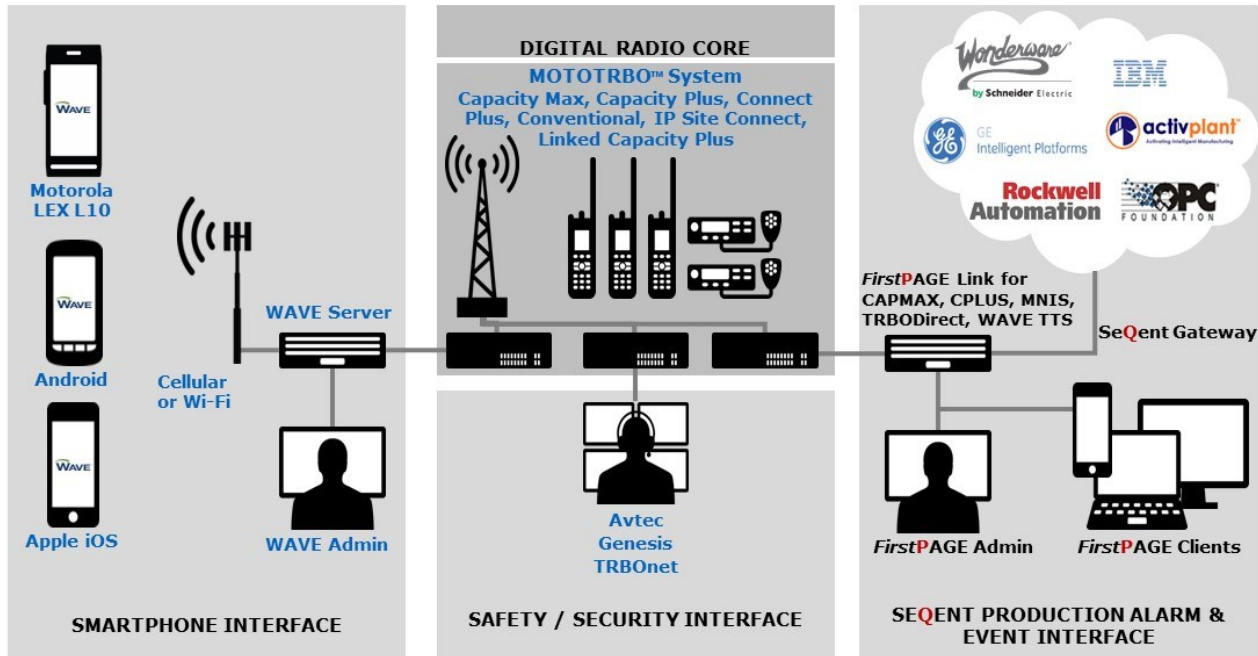 WAVE
Motorola
LEX L10
WAVE
Android
WAVE
Apple iOS
Cellular
or Wi-Fi
WAVE Server
WAVE Admin
SMARTPHONE INTERFACE
DIGITAL RADIO CORE
MOTOTRBO™ System
Capacity Max, Capacity Plus, Connect
Plus, Conventional, IP Site Connect,
Linked Capacity Plus
Avtec
Genesis
TRBOnet
SAFETY / SECURITY INTERFACE
Wonderware®
by Schneider Electric
IBM
GE
Intelligent Platforms
activplant
Activating Intelligent Manufacturing
Rockwell
Automation
OPC
FOUNDATION
FirstPAGE Link for
CAPMAX, CPLUS, MNIS,
TRBODirect, WAVE TTS
SeQent Gateway
FirstPAGE Admin
FirstPAGE Clients
SEQENT PRODUCTION ALARM &
EVENT INTERFACE